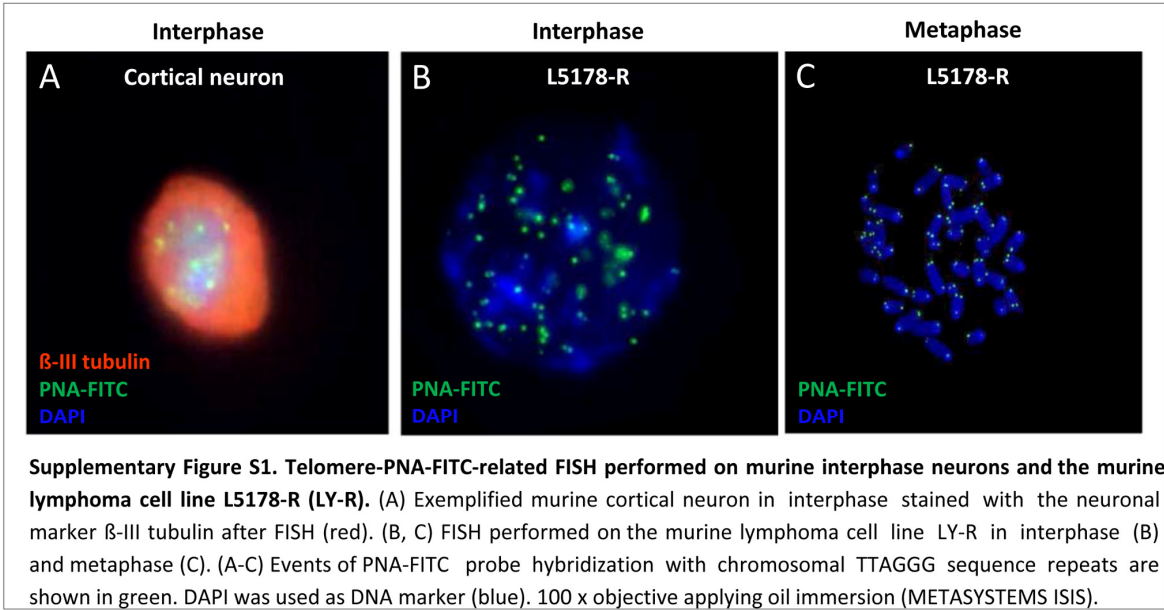 Interphase
Interphase
Metaphase
A
Cortical neuron
B
L5178-R
C
L5178-R
ß-III tubulin
PNA-FITC
DAPI
PNA-FITC
DAPI
PNA-FITC
DAPI
Supplementary Figure S1. Telomere-PNA-FITC-related FISH performed on murine interphase neurons and the murine
lymphoma cell line L5178-R (LY-R). (A) Exemplified murine cortical neuron in interphase stained with the neuronal
marker ß-III tubulin after FISH (red). (B, C) FISH performed on the murine lymphoma cell line LY-R in interphase (B)
and metaphase (C). (A-C) Events of PNA-FITC probe hybridization with chromosomal TTAGGG sequence repeats are
shown in green. DAPI was used as DNA marker (blue). 100 x objective applying oil immersion (METASYSTEMS ISIS).